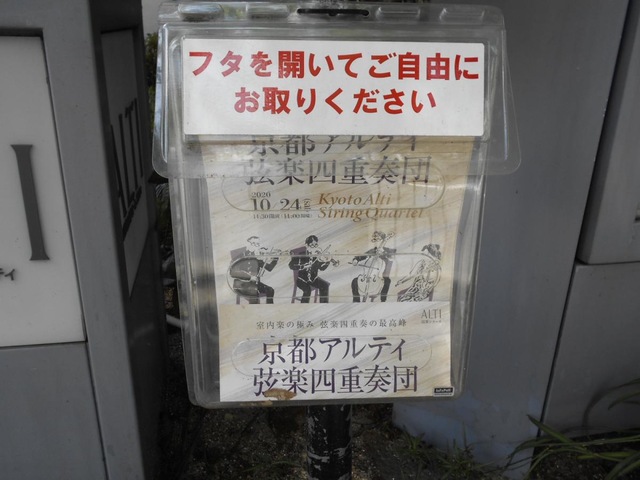 フタを開いてご自由に
お取りください
京都アルティ
弦楽四重奏団
2020
10 24
Kyoto Alti
String Quartet
室内楽の極み 弦楽四重奏の最高峰
ALTI
京都アルティ
弦楽四重奏団
ALTI
I